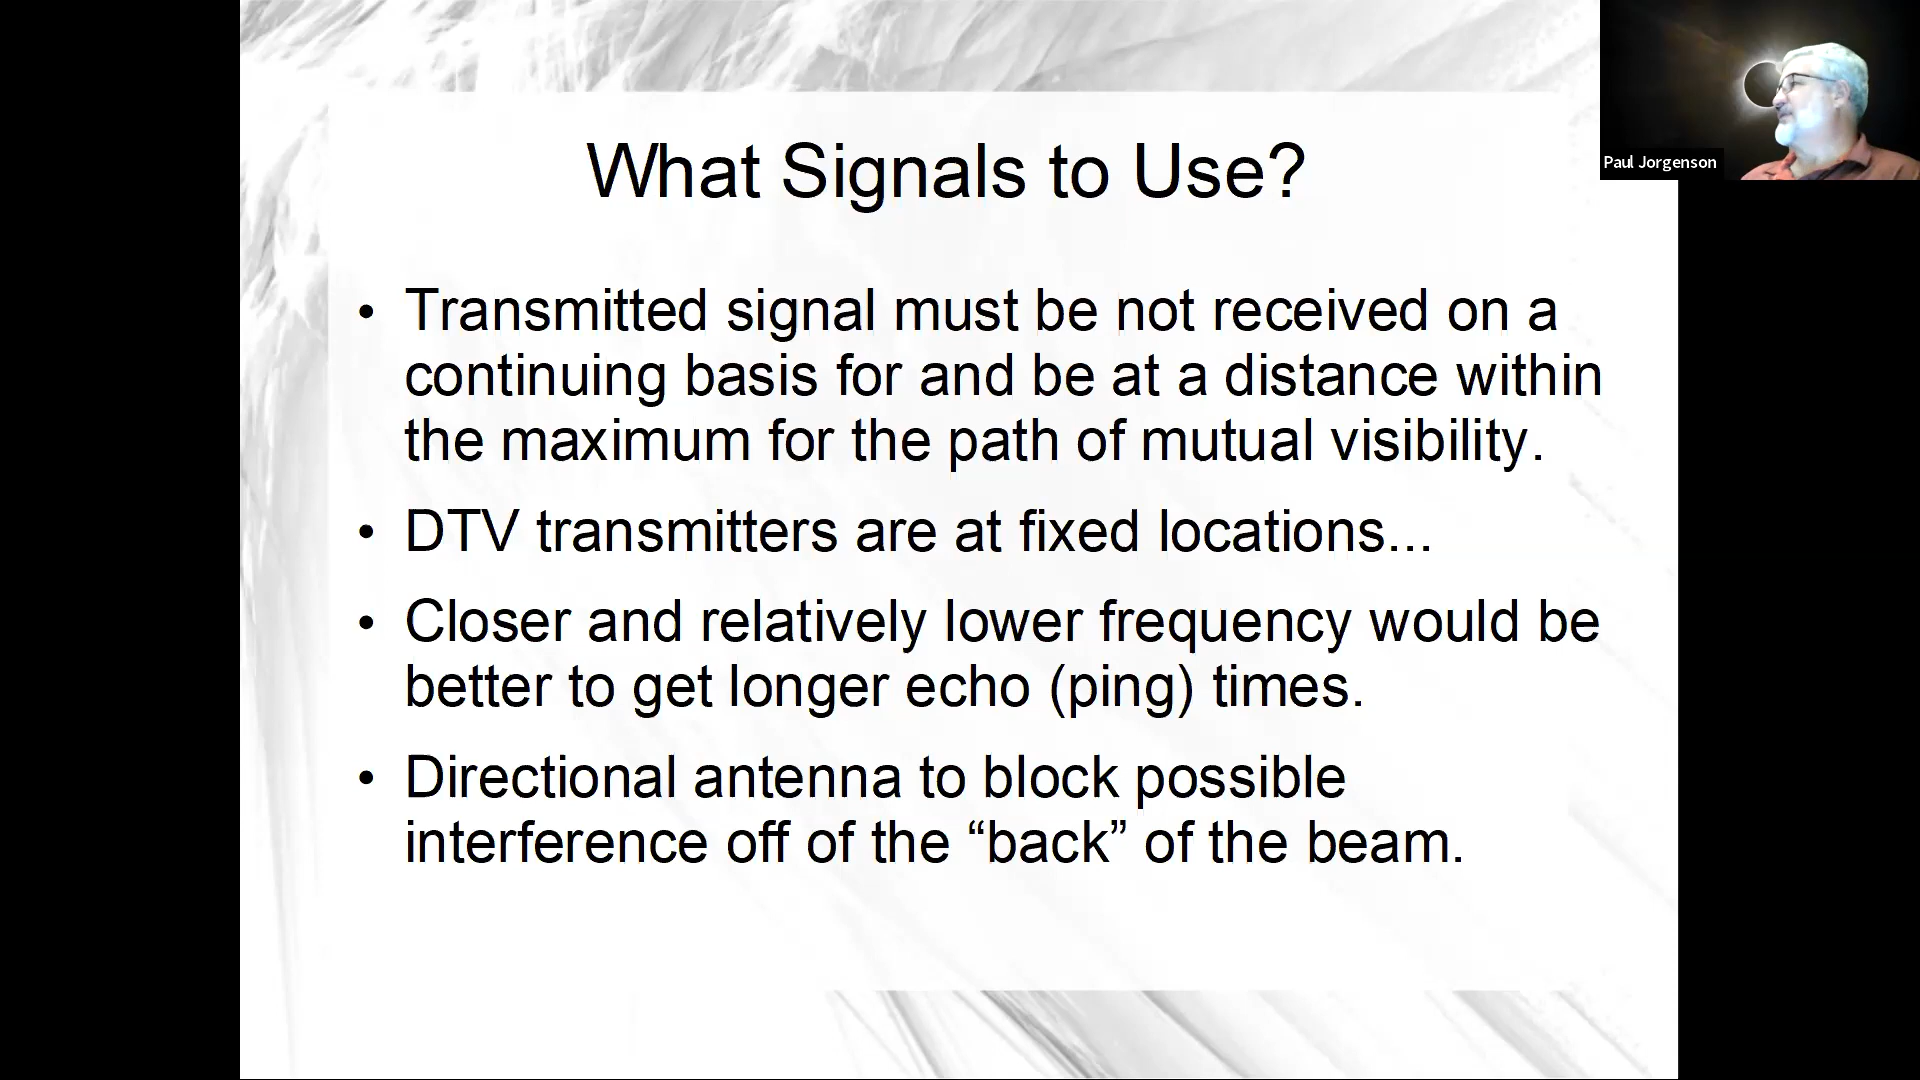 What Signals to Use?
Paul Jorgenson
• Transmitted signal must be not received on a
continuing basis for and be at a distance within
the maximum for the path of mutual visibility.
• DTV transmitters are at fixed locations...
• Closer and relatively lower frequency would be
better to get longer echo (ping) times.
• Directional antenna to block possible
interference off of the “back” of the beam.